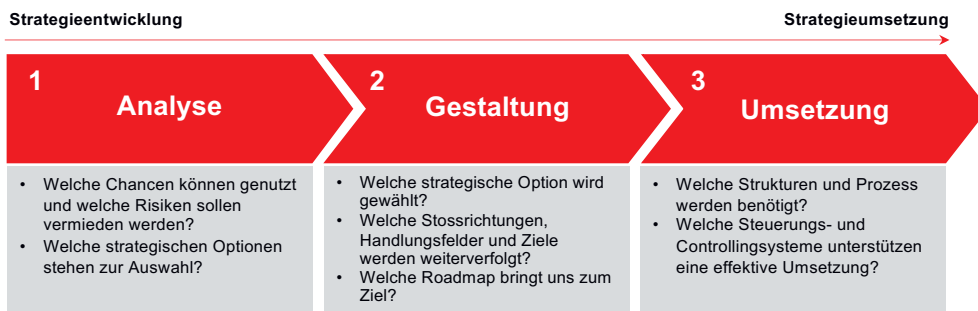 Strategieentwicklung
Strategieumsetzung
1
Analyse
• Welche Chancen können genutzt
und welche Risiken sollen
vermieden werden?
• Welche strategischen Optionen
stehen zur Auswahl?
2
Gestaltung
• Welche strategische Option wird
gewählt?
• Welche Stossrichtungen,
Handlungsfelder und Ziele
werden weiterverfolgt?
• Welche Roadmap bringt uns zum
Ziel?
3
Umsetzung
• Welche Strukturen und Prozess
werden benötigt?
• Welche Steuerungs- und
Controllingsysteme unterstützen
eine effektive Umsetzung?